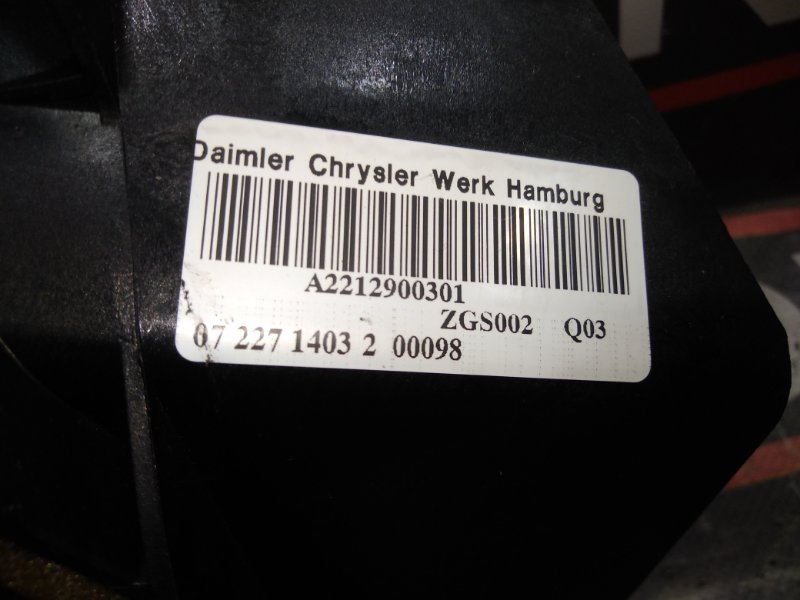 Daimler Chrysler Werk Hamburg
A2212900301
ZGS002 Q03
07 227 1403 2 00098